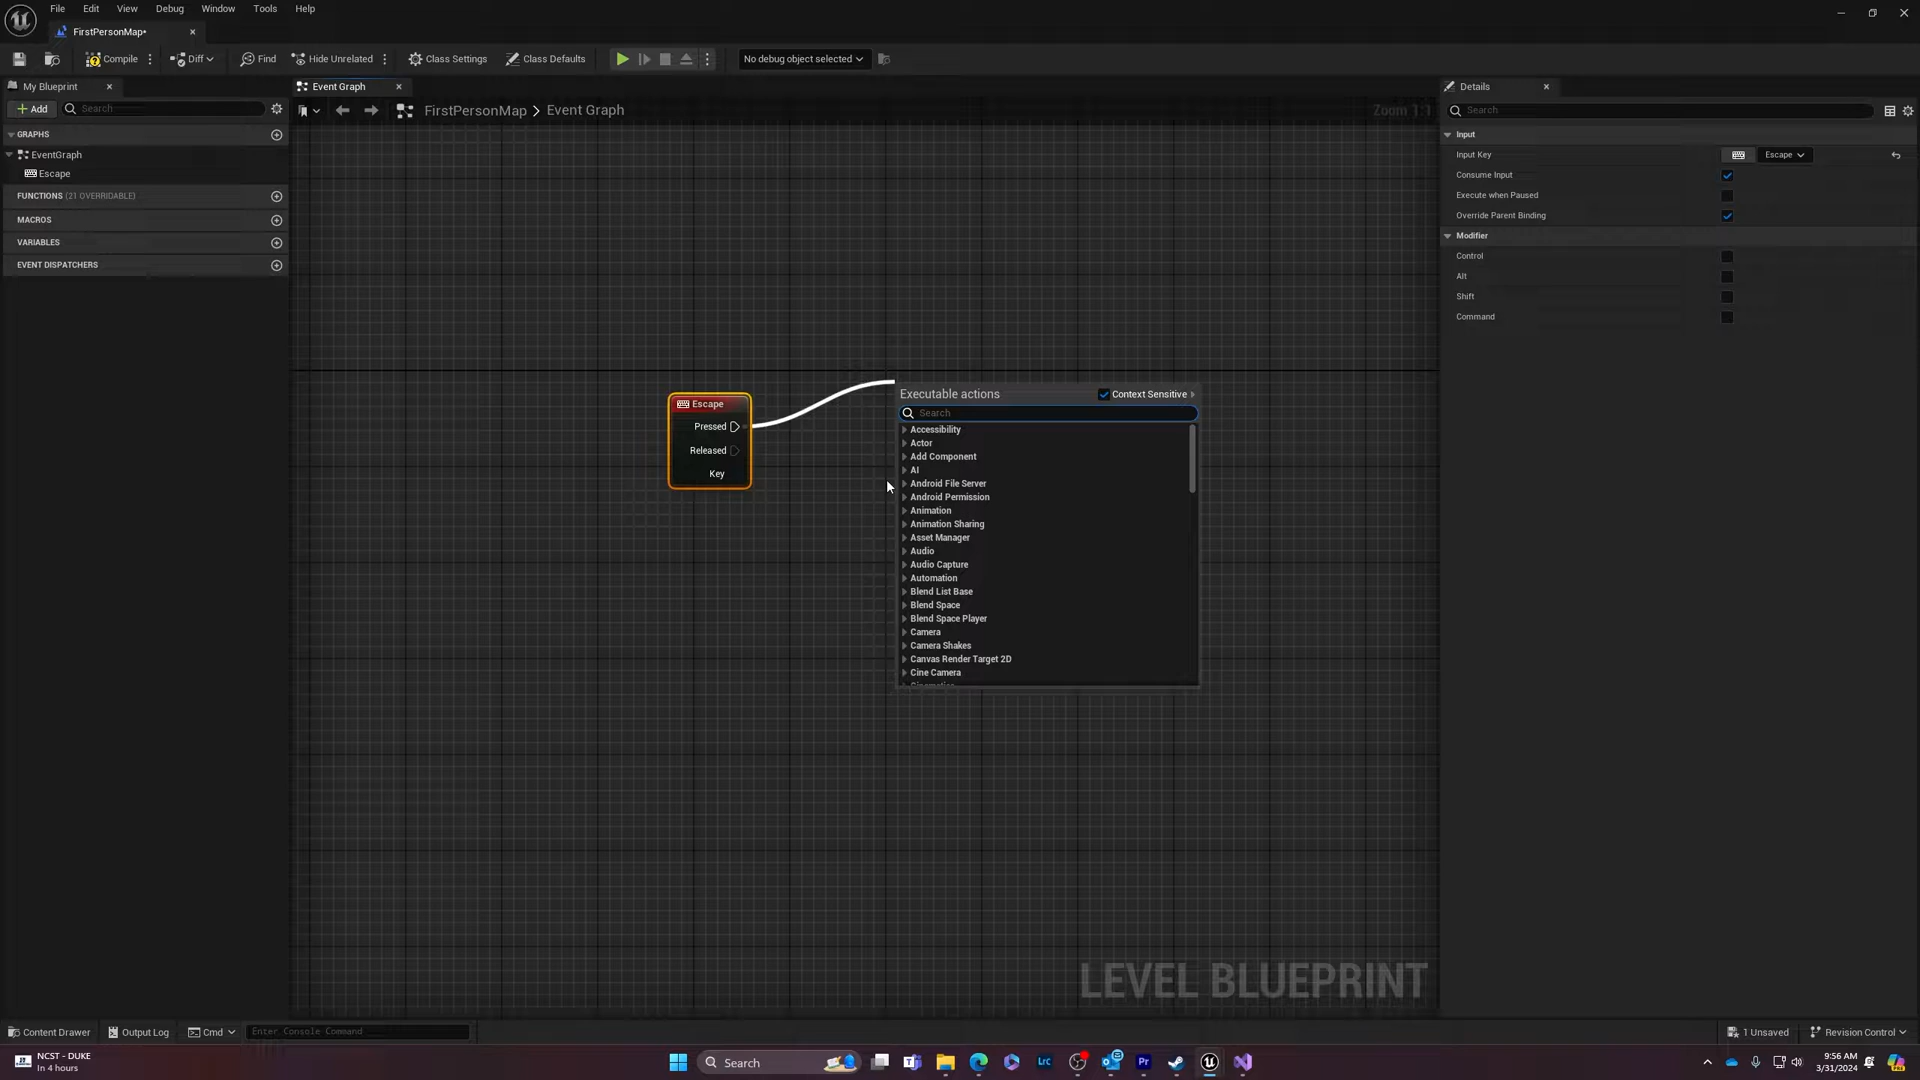 File Edit View Debug Window Tools Help
FirstPersonMap•
Compile Diff Find Hide Unrelated Class Settings Class Defaults No debug object selected
My Blueprint Event Graph Details
Add Search FirstPersonMap > Event Graph Zoom 1:1 Search
GRAPHS
EventGraph
Escape
FUNCTIONS (21 OVERRIDABLE)
MACROS
VARIABLES
EVENT DISPATCHERS
Escape
Pressed
Released
Key
Executable actions Context Sensitive
Search
Accessibility
Actor
Add Component
AI
Android File Server
Android Permission
Animation
Animation Sharing
Asset Manager
Audio
Audio Capture
Automation
Blend List Base
Blend Space
Blend Space Player
Camera
Camera Shakes
Canvas Render Target 2D
Cine Camera
Input
Input Key Escape
Consume Input
Execute when Paused
Override Parent Binding
Modifier
Control
Alt
Shift
Command
LEVEL BLUEPRINT
Content Drawer Output Log Cmd Enter Console Command 1 Unsaved Revision Control
NCST - DUKE
In 4 hours
Search
Lrc
Pr
9:56 AM
3/31/2024